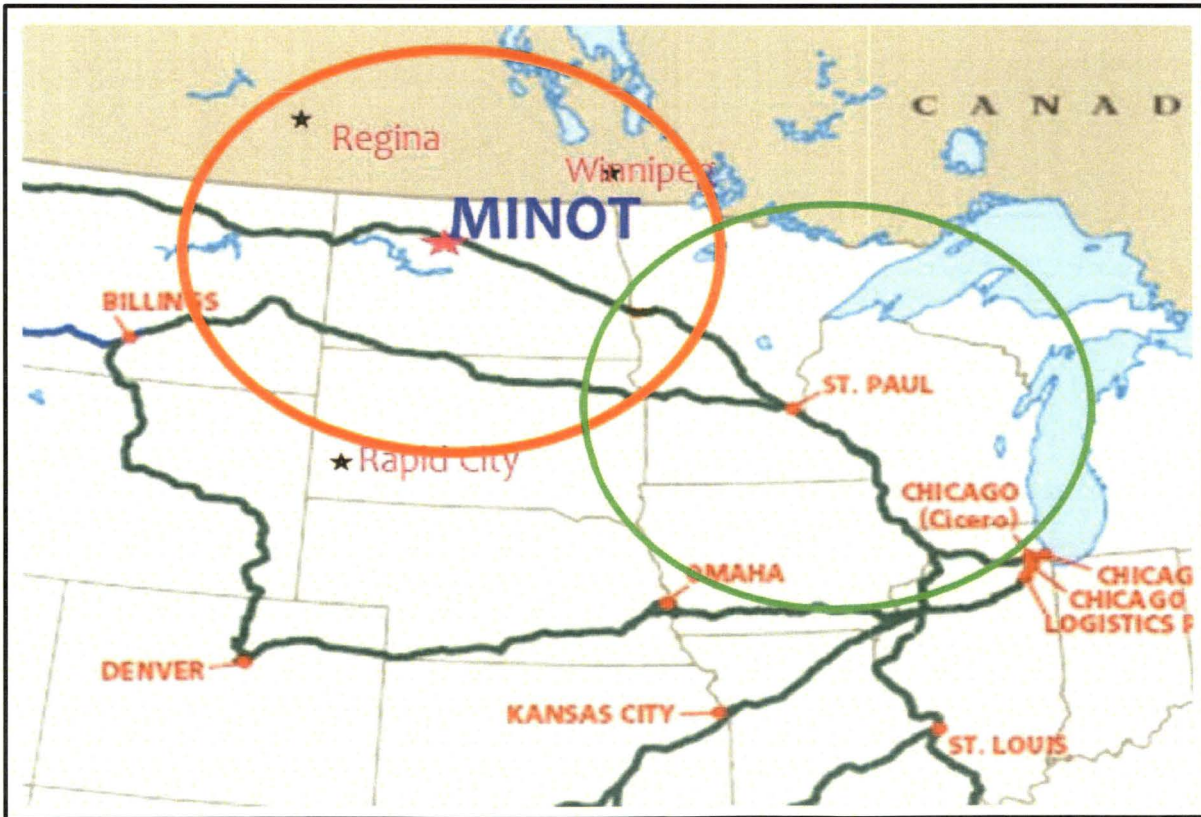 CANAD
Regina
Winnipeg
MINOT
BILLINGS
ST. PAUL
Rapid City
CHICAGO
(Cicero)
OMAHA
CHICAG
CHICAGO
LOGISTICS P
DENVER
KANSAS CITY
ST. LOUIS